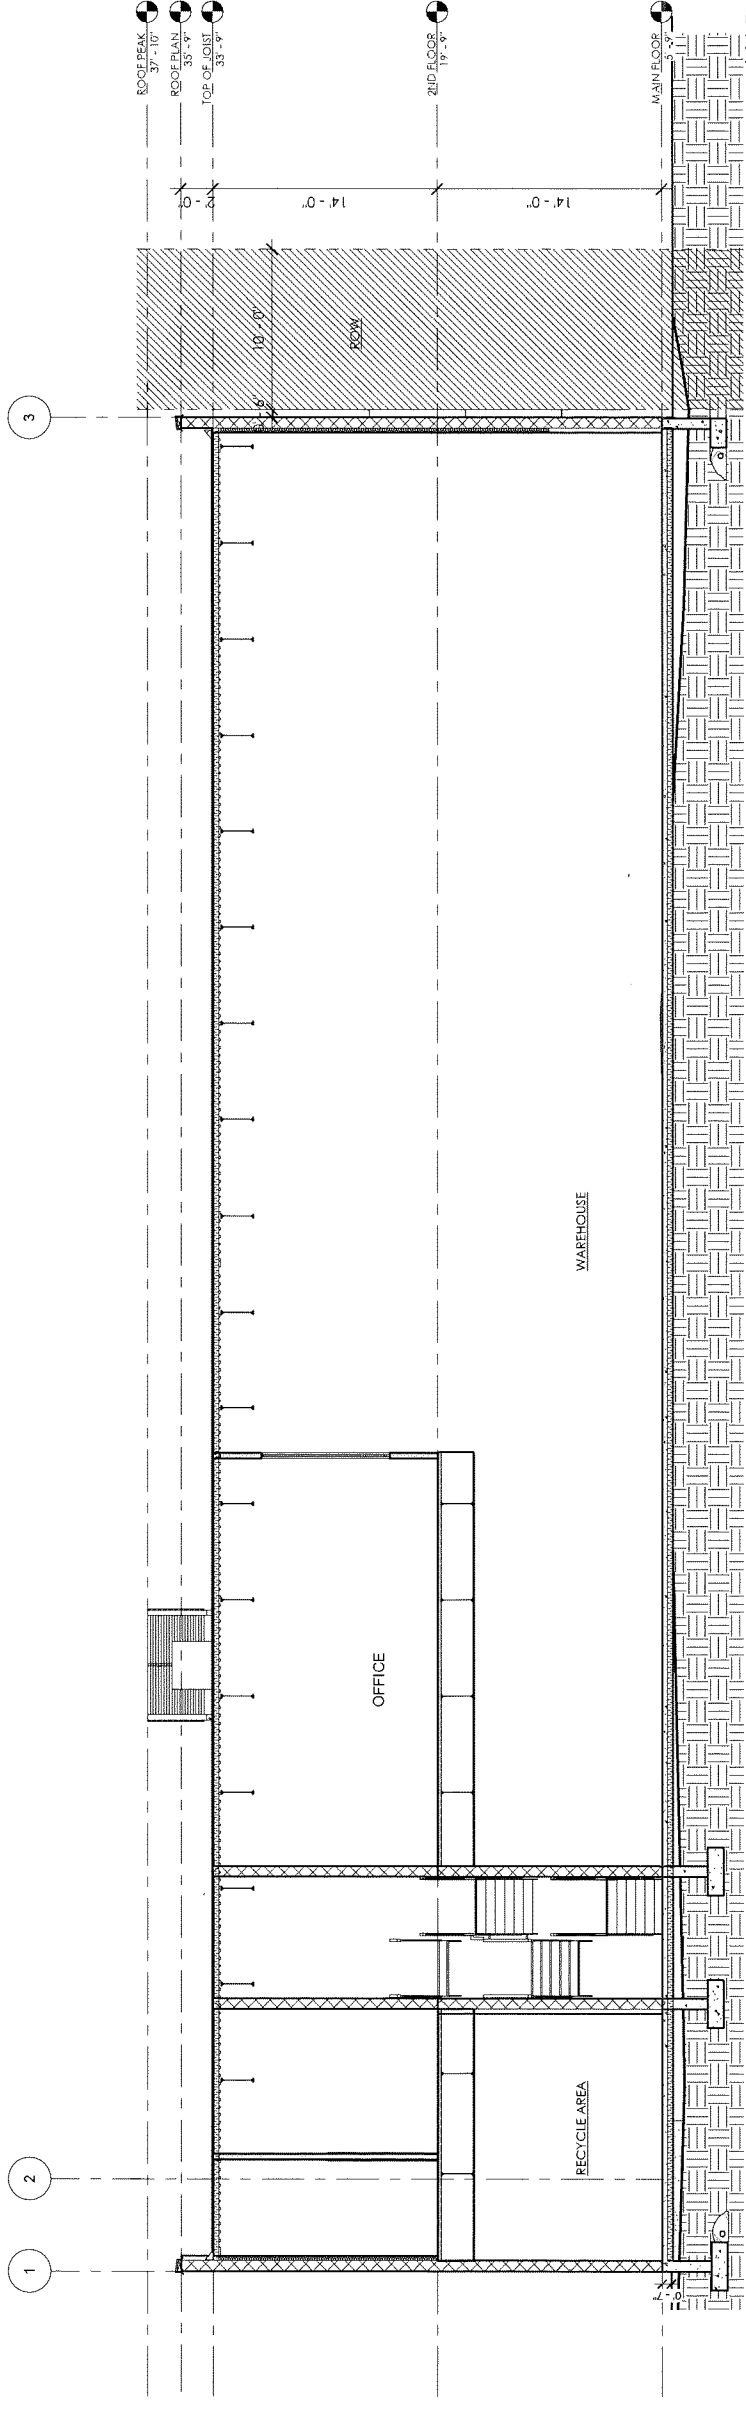 ROOF PEAK
37' - 10"
ROOF PLAN
35' - 9"
TOP OF JOIST
33' - 9"
2ND FLOOR
19' - 9"
MAIN FLOOR
5' - 9"
2' - 0"
14' - 0"
14' - 0"
10' - 0"
ROW
3
WAREHOUSE
OFFICE
RECYCLE AREA
2
1
0' - 7"